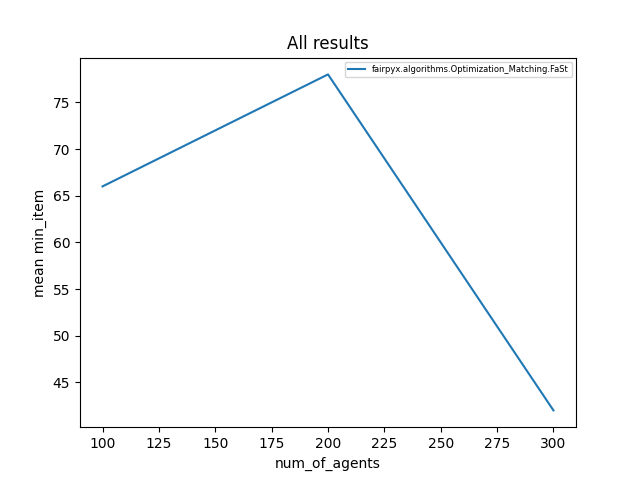 All results
fairpyx.algorithms.Optimization_Matching.FaSt
75
70
65
60
55
50
45
mean min_item
100 125 150 175 200 225 250 275 300
num_of_agents